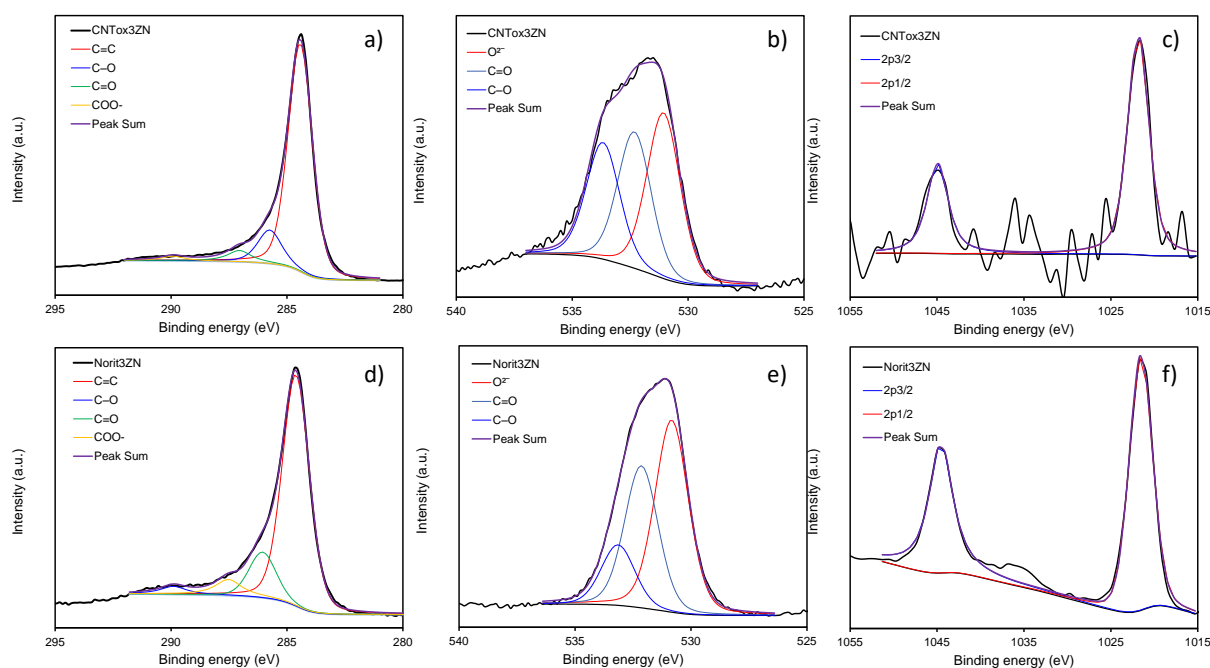 CNTox3ZN
C=C
C–O
C=O
COO-
Peak Sum
a)
Intensity (a.u.)
295
290
285
280
Binding energy (eV)
CNTox3ZN
O²⁻
C=O
C–O
Peak Sum
b)
Intensity (a.u.)
540
535
530
525
Binding energy (eV)
CNTox3ZN
2p3/2
2p1/2
Peak Sum
c)
Intensity (a.u.)
1055
1045
1035
1025
1015
Binding energy (eV)
Norit3ZN
C=C
C–O
C=O
COO-
Peak Sum
d)
Intensity (a.u.)
295
290
285
280
Binding energy (eV)
Norit3ZN
O²⁻
C=O
C–O
Peak Sum
e)
Intensity (a.u.)
540
535
530
525
Binding energy (eV)
Norit3ZN
2p3/2
2p1/2
Peak Sum
f)
Intensity (a.u.)
1055
1045
1035
1025
1015
Binding energy (eV)